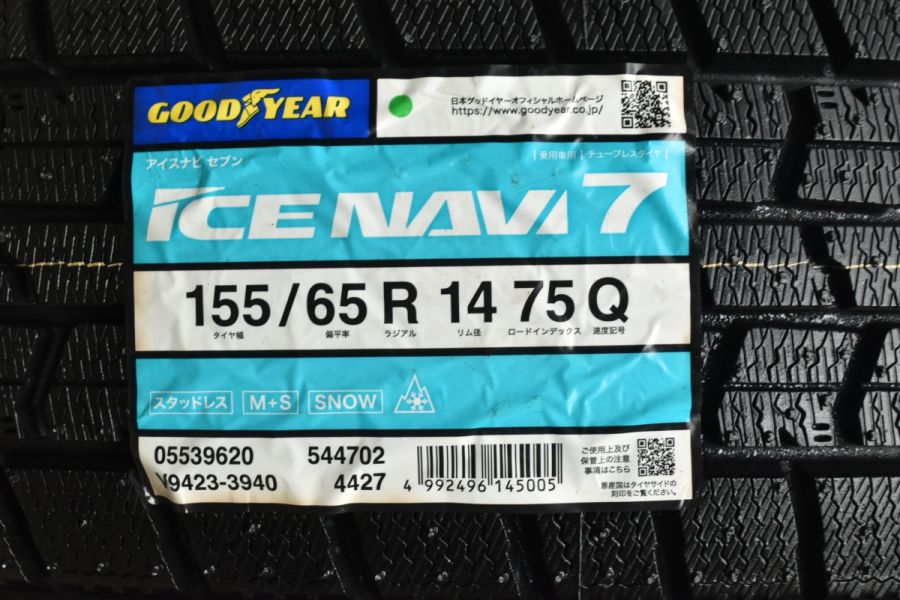 GOODYEAR
日本グッドイヤーオフィシャルホームページ
https://www.goodyear.co.jp/
アイスナビ セブン
乗用車用 チューブレスタイヤ
ICE NAVI 7
155/65 R 14 75 Q
タイヤ幅 偏平率 ラジアル リム径 ロードインデックス 速度記号
スタッドレス M+S SNOW
05539620 544702
V9423-3940 4427
4 992496 145005
ご使用上及び
保管上の注意
事項はこちら
原産国はタイヤサイドの
刻印をご覧ください。